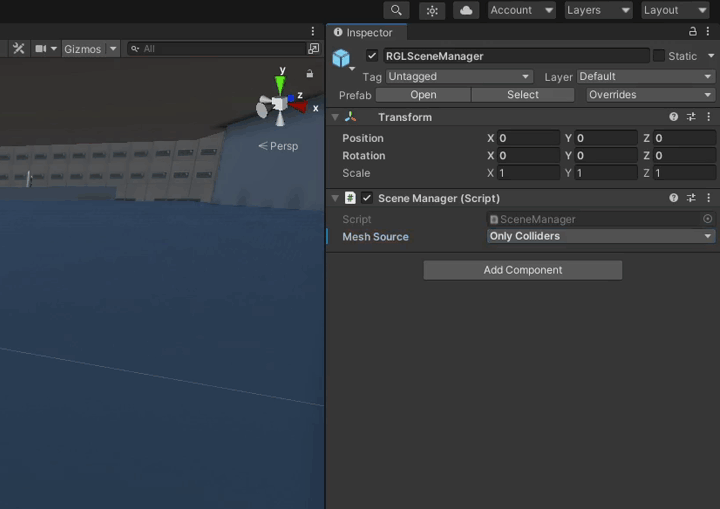 Account Layers Layout
Inspector
Gizmos All
RGLSceneManager Static
Tag Untagged Layer Default
Prefab Open Select Overrides
Transform
Position X 0 Y 0 Z 0
Rotation X 0 Y 0 Z 0
Scale X 1 Y 1 Z 1
# Scene Manager (Script)
Script SceneManager
Mesh Source Only Colliders
Add Component
y
z
x
Persp